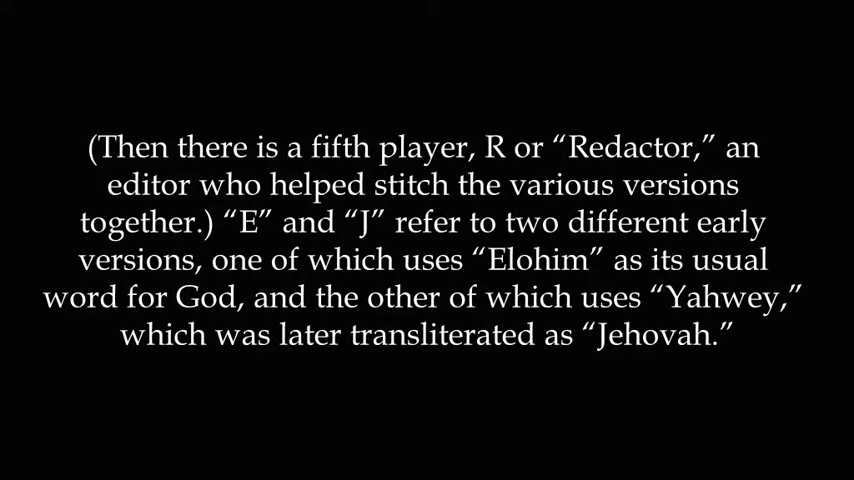 (Then there is a fifth player, R or “Redactor,” an
editor who helped stitch the various versions
together.) “E” and “J” refer to two different early
versions, one of which uses “Elohim” as its usual
word for God, and the other of which uses “Yahwey,”
which was later transliterated as “Jehovah.”